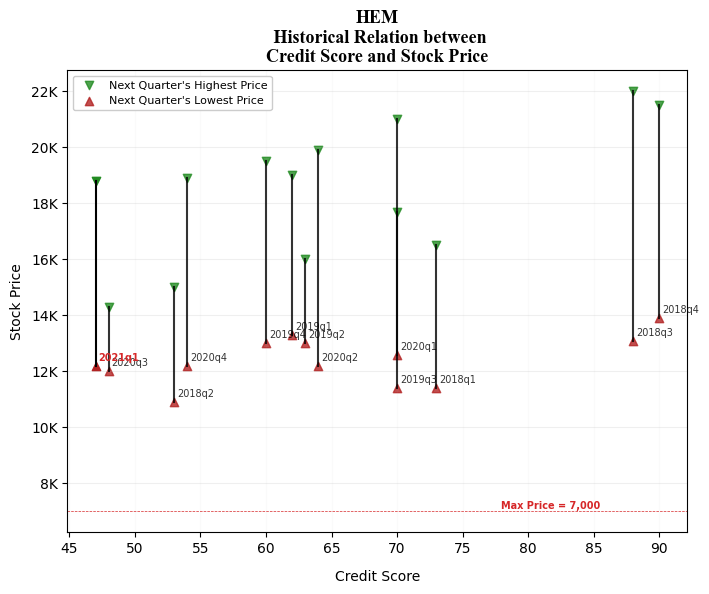 HEM
Historical Relation between
Credit Score and Stock Price
Next Quarter's Highest Price
Next Quarter's Lowest Price
22K
20K
18K
16K
14K
12K
10K
8K
Stock Price
2018q4
2018q3
2019q1
2019q4
2019q2
2020q1
2021q1
2020q3
2020q4
2020q2
2019q3
2018q1
2018q2
Max Price = 7,000
45 50 55 60 65 70 75 80 85 90
Credit Score